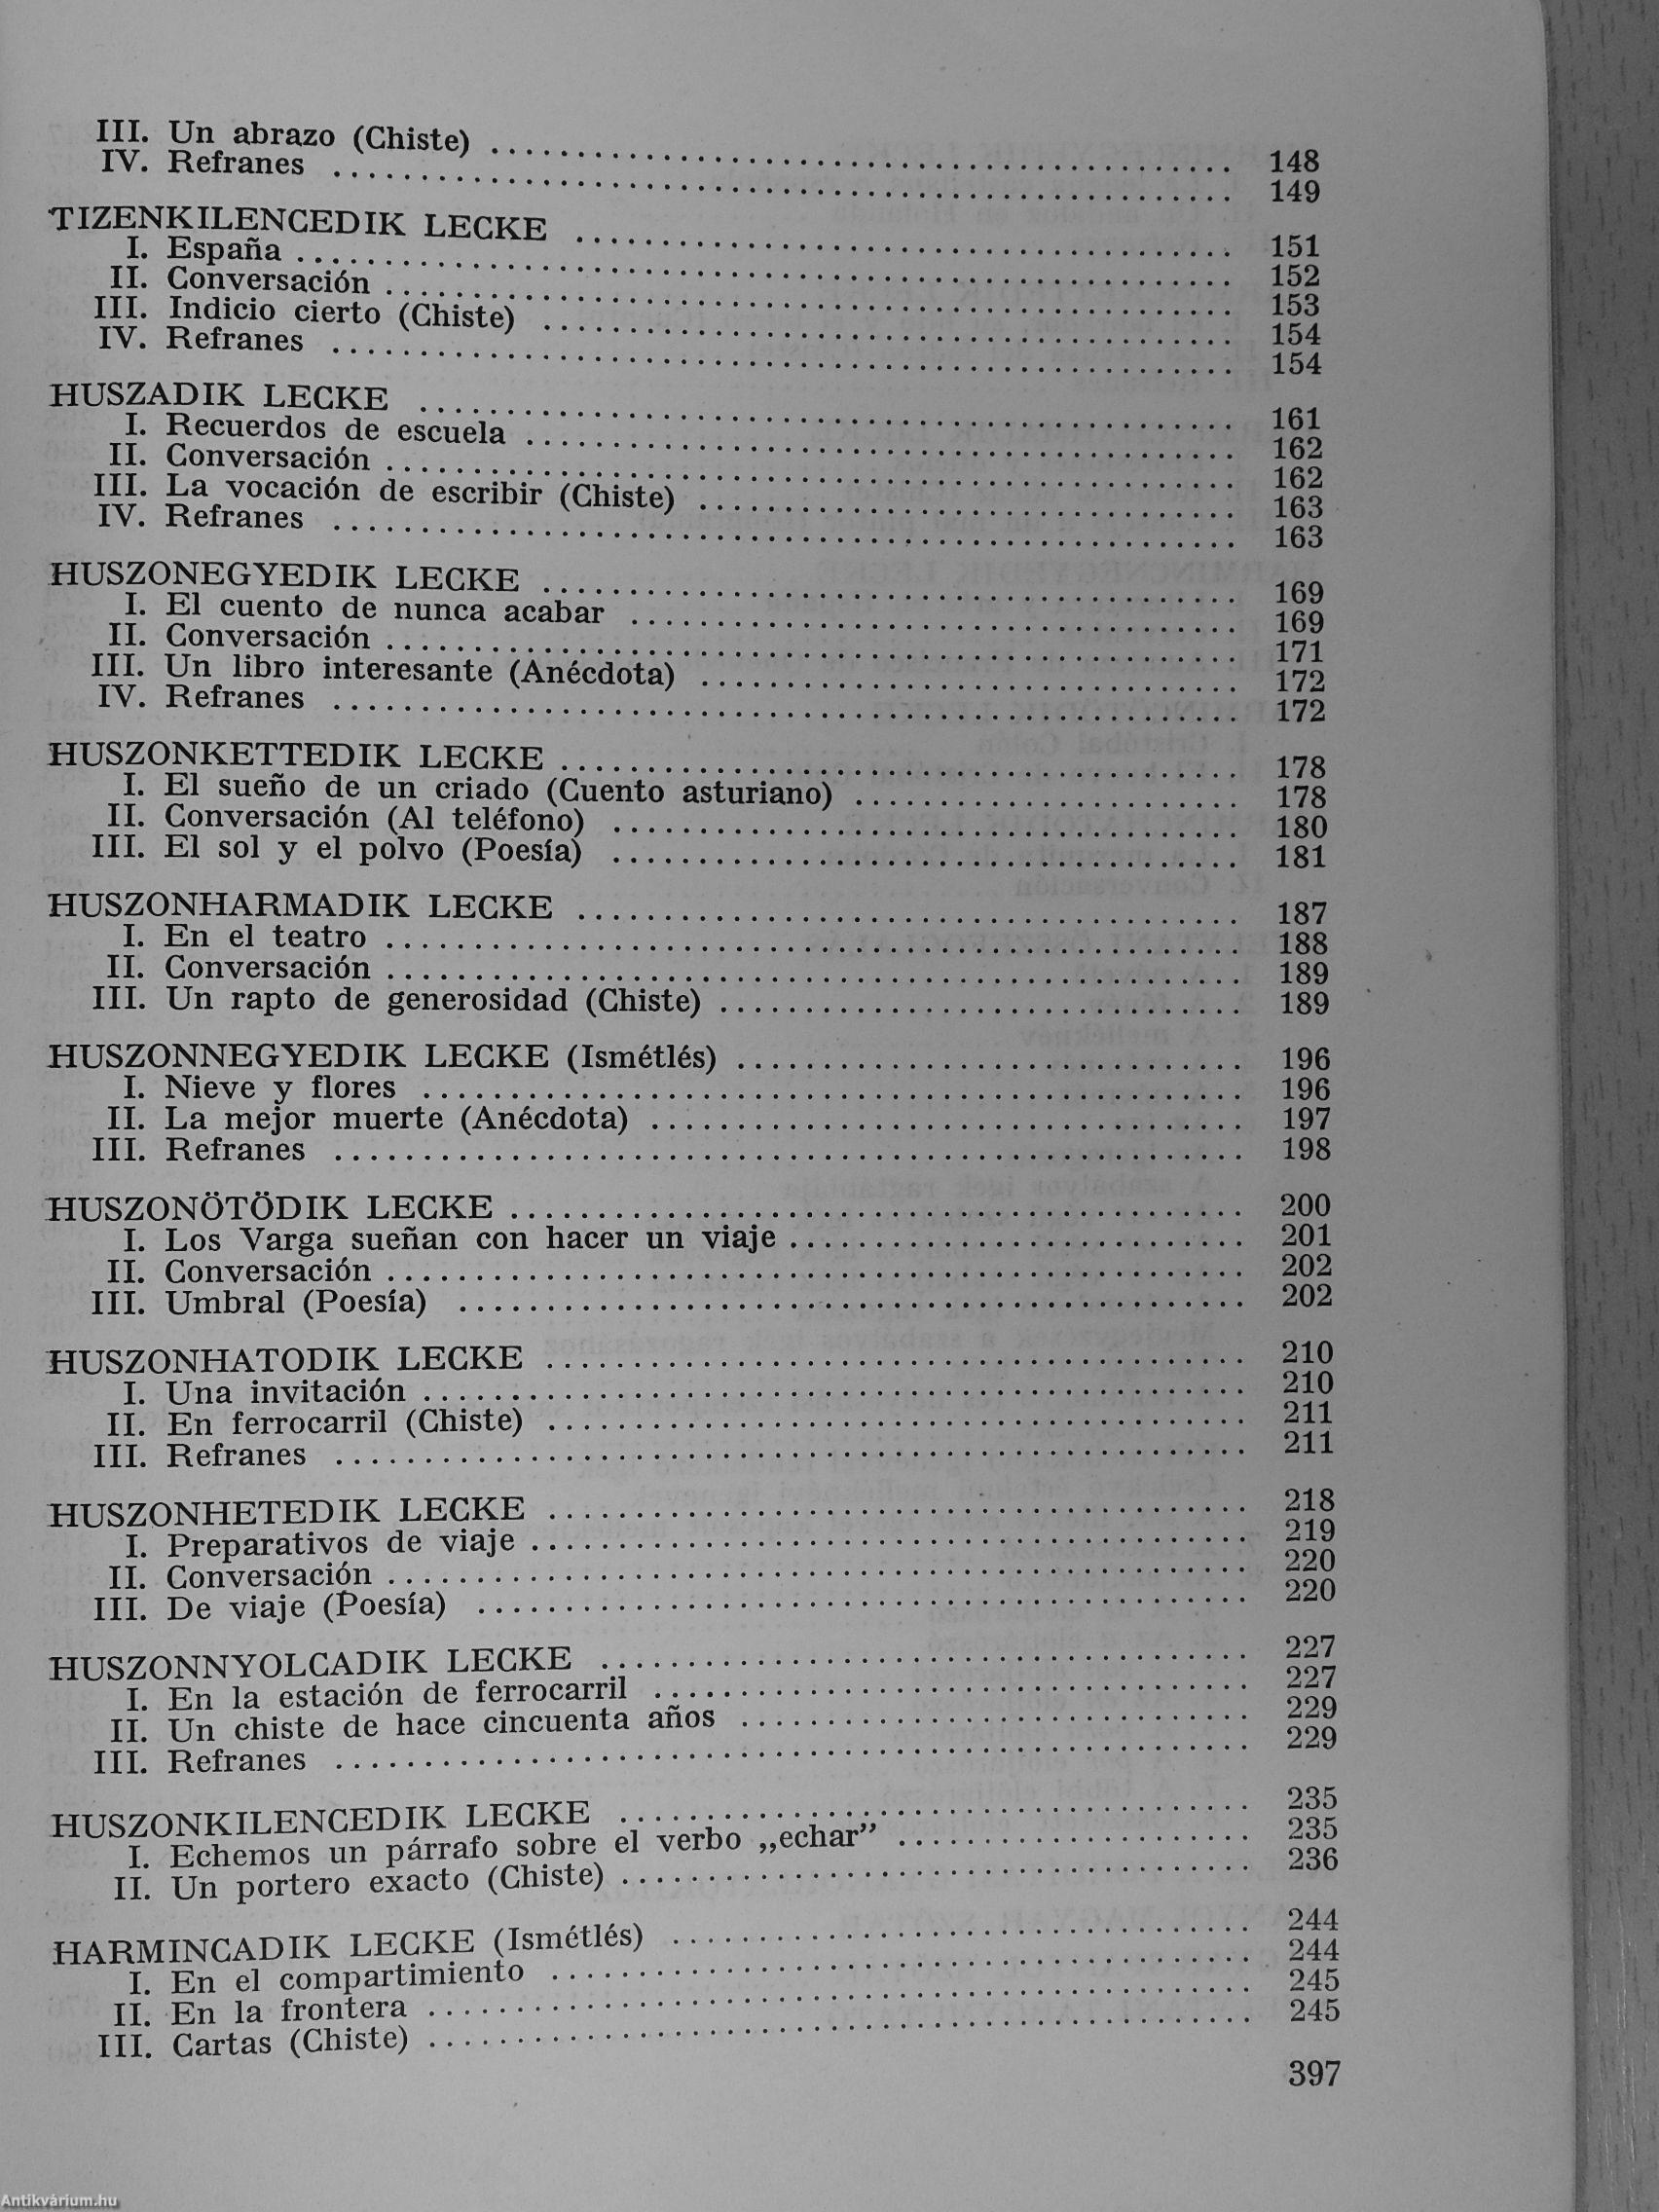 III. Un abrazo (Chiste) ........ 148
IV. Refranes ........ 149
TIZENKILENCEDIK LECKE ........ 151
I. España ........ 152
II. Conversación ........ 153
III. Indicio cierto (Chiste) ........ 154
IV. Refranes ........ 154
HUSZADIK LECKE ........ 161
I. Recuerdos de escuela ........ 162
II. Conversación ........ 162
III. La vocación de escribir (Chiste) ........ 163
IV. Refranes ........ 163
HUSZONEGYEDIK LECKE ........ 169
I. El cuento de nunca acabar ........ 169
II. Conversación ........ 171
III. Un libro interesante (Anécdota) ........ 172
IV. Refranes ........ 172
HUSZONKETTEDIK LECKE ........ 178
I. El sueño de un criado (Cuento asturiano) ........ 178
II. Conversación (Al teléfono) ........ 180
III. El sol y el polvo (Poesía) ........ 181
HUSZONHARMADIK LECKE ........ 187
I. En el teatro ........ 188
II. Conversación ........ 189
III. Un rapto de generosidad (Chiste) ........ 189
HUSZONNEGYEDIK LECKE (Ismétlés) ........ 196
I. Nieve y flores ........ 196
II. La mejor muerte (Anécdota) ........ 197
III. Refranes ........ 198
HUSZONÖTÖDIK LECKE ........ 200
I. Los Varga sueñan con hacer un viaje ........ 201
II. Conversación ........ 202
III. Umbral (Poesía) ........ 202
HUSZONHATODIK LECKE ........ 210
I. Una invitación ........ 210
II. En ferrocarril (Chiste) ........ 211
III. Refranes ........ 211
HUSZONHETEDIK LECKE ........ 218
I. Preparativos de viaje ........ 219
II. Conversación ........ 220
III. De viaje (Poesía) ........ 220
HUSZONNYOLCADIK LECKE ........ 227
I. En la estación de ferrocarril ........ 227
II. Un chiste de hace cincuenta años ........ 229
III. Refranes ........ 229
HUSZONKILENCEDIK LECKE ........ 235
I. Echemos un párrafo sobre el verbo „echar” ........ 235
II. Un portero exacto (Chiste) ........ 236
HARMINCADIK LECKE (Ismétlés) ........ 244
I. En el compartimiento ........ 244
II. En la frontera ........ 245
III. Cartas (Chiste) ........ 245
397
Antikvárium.hu